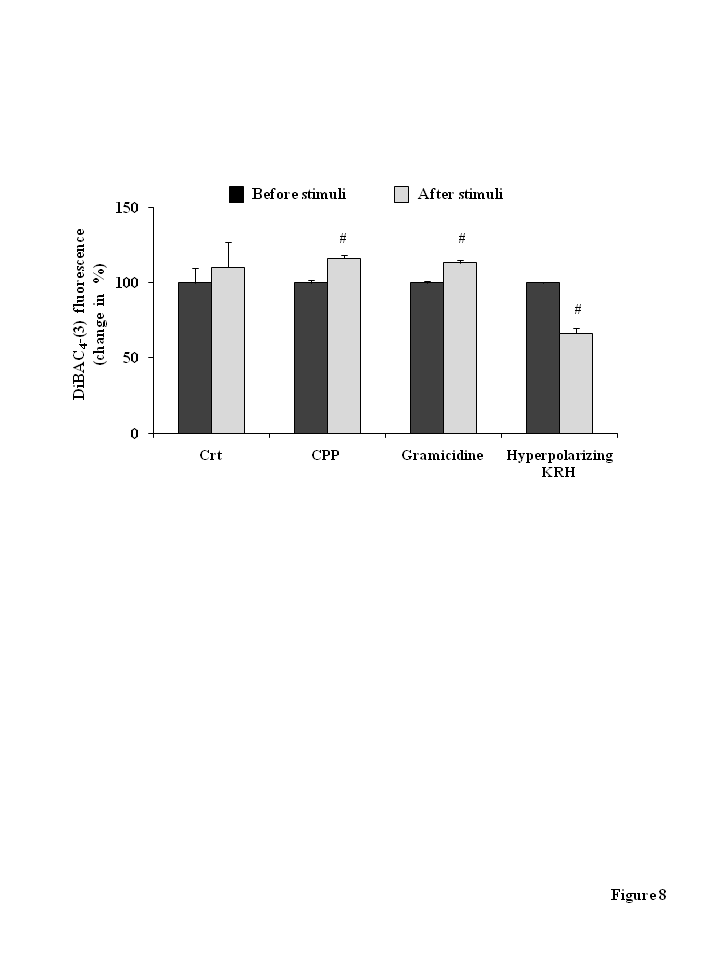 Before stimuli
After stimuli
DiBAC4-(3) fluorescence
(change in %)
150
100
50
0
#
#
#
Crt
CPP
Gramicidine
Hyperpolarizing
KRH
Figure 8